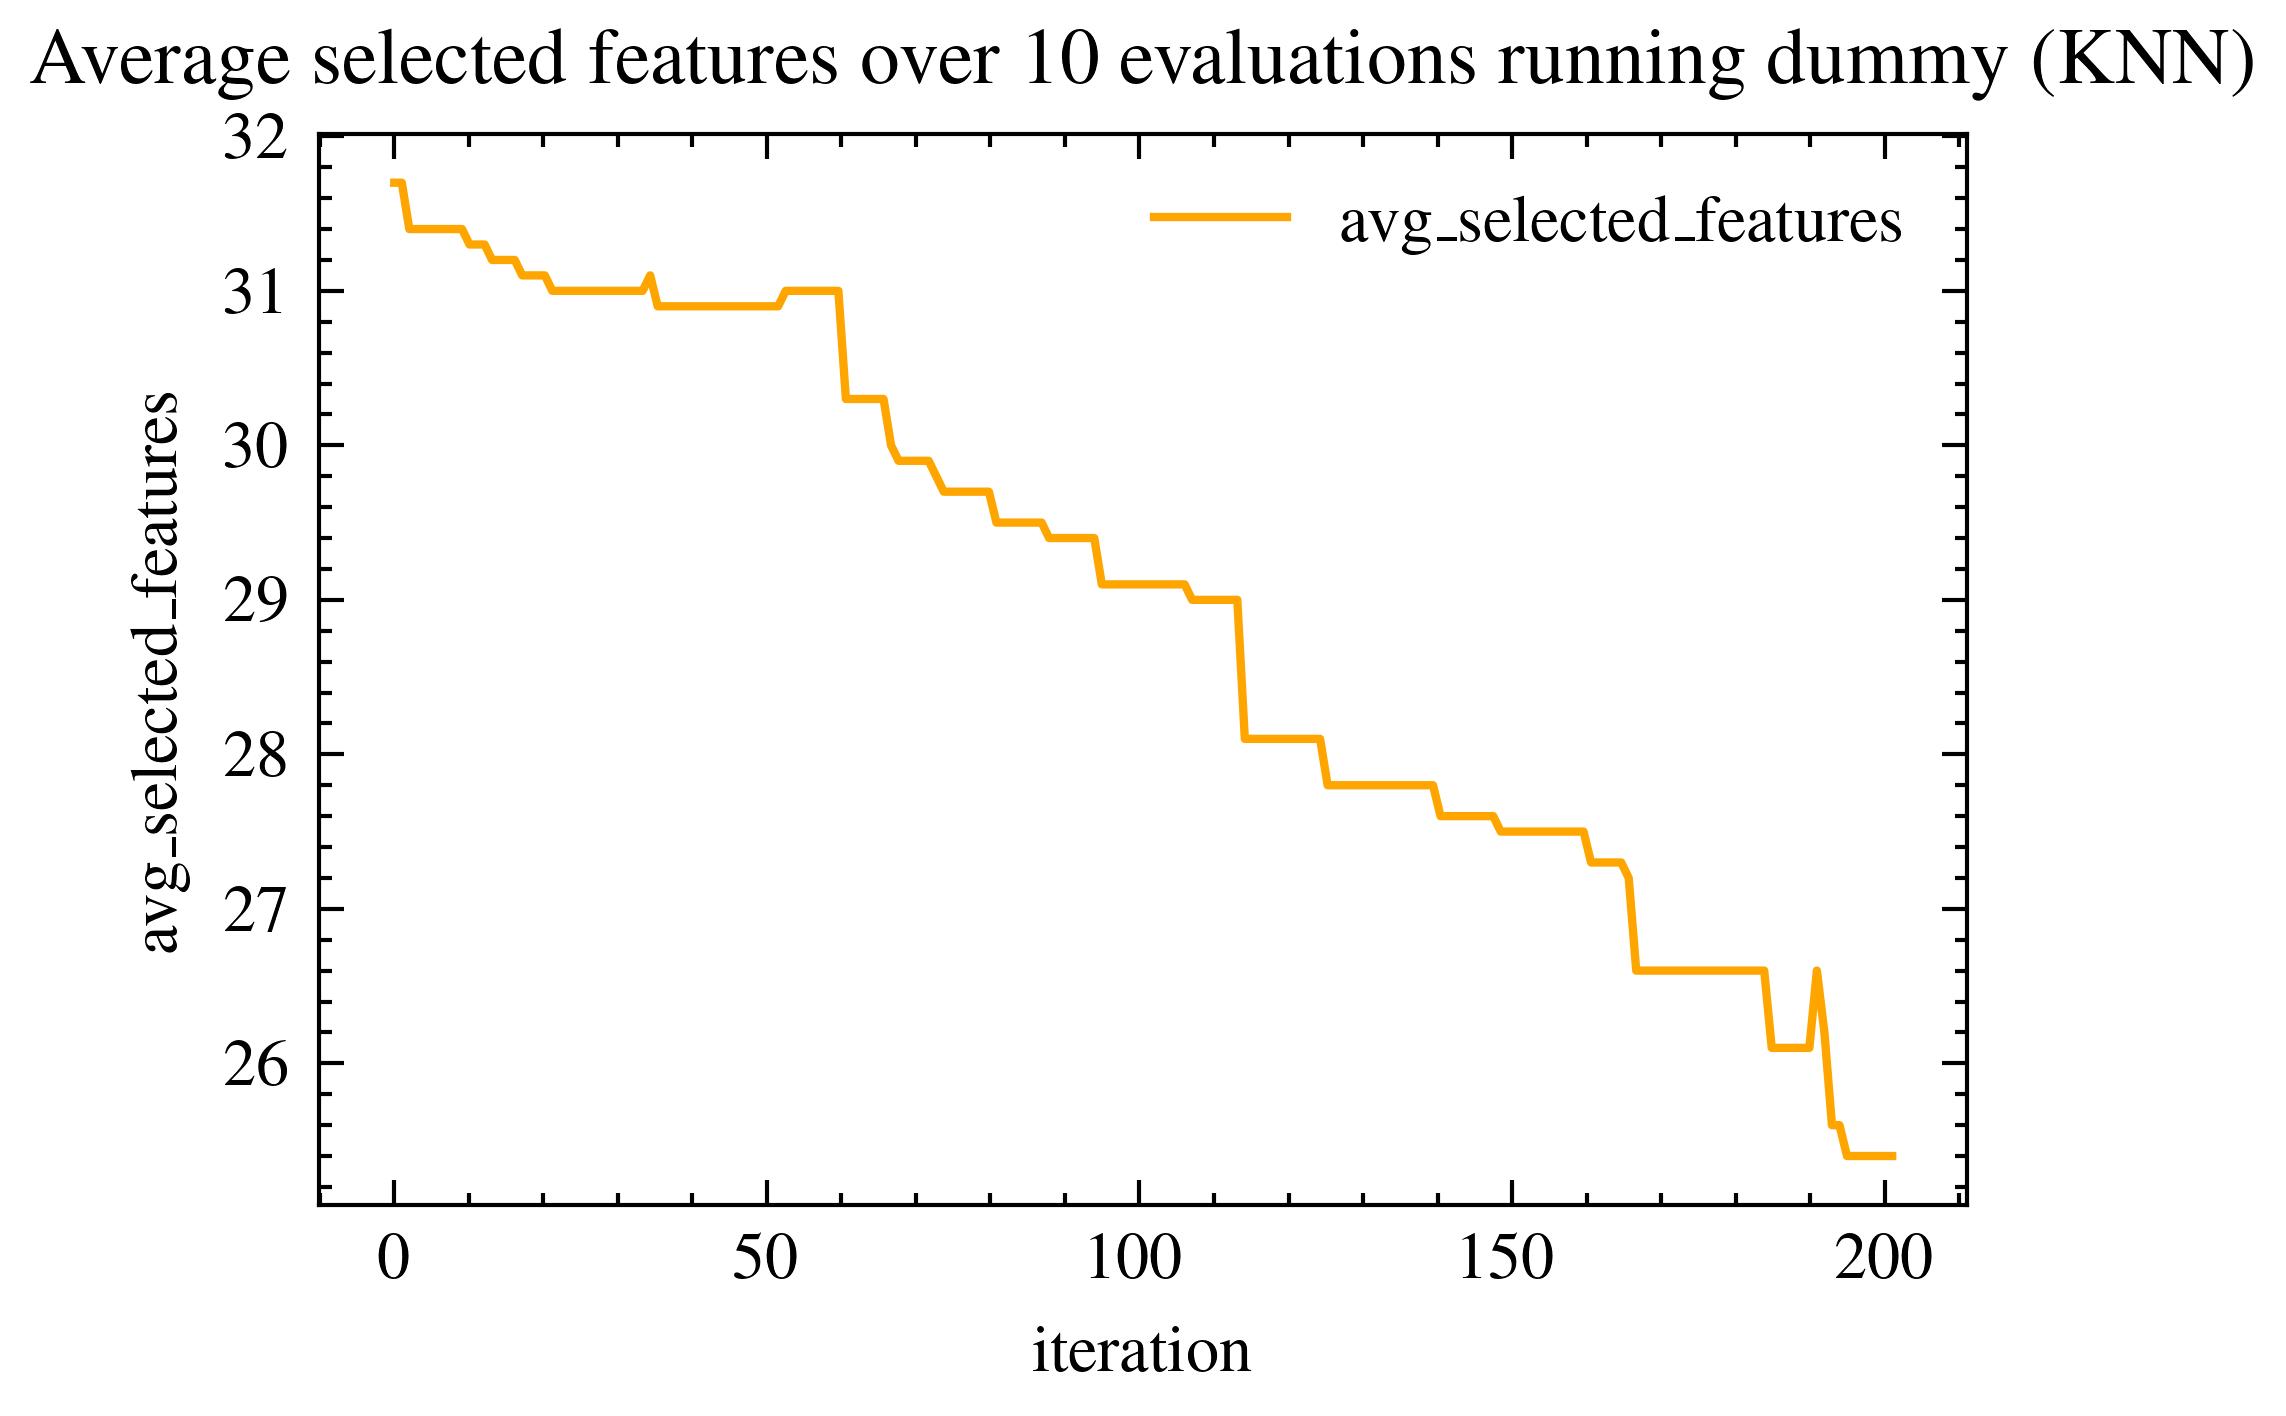 Average selected features over 10 evaluations running dummy (KNN)
32
31
30
29
28
27
26
avg_selected_features
avg_selected_features
0 50 100 150 200
iteration